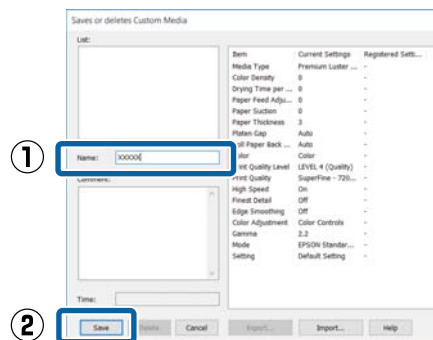 Saves or deletes Custom Media
List:
Item Current Settings Registered Setti...
Media Type Premium Luster ... -
Color Density 0 -
Drying Time per ... 0 -
Paper Feed Adju... 0 -
Paper Suction 0 -
Paper Thickness 3 -
Platen Gap Auto -
oll Paper Back ... Auto -
olor Color -
rint Quality Level LEVEL 4 (Quality) -
Print Quality SuperFine - 720... -
High Speed On -
Finest Detail Off -
Edge Smoothing Off -
Color Adjustment Color Controls -
Gamma 2.2 -
Mode EPSON Standar... -
Setting Default Setting -
① Name: XXXXX
Comment:
Time:
② Save Delete Cancel Export... Import... Help